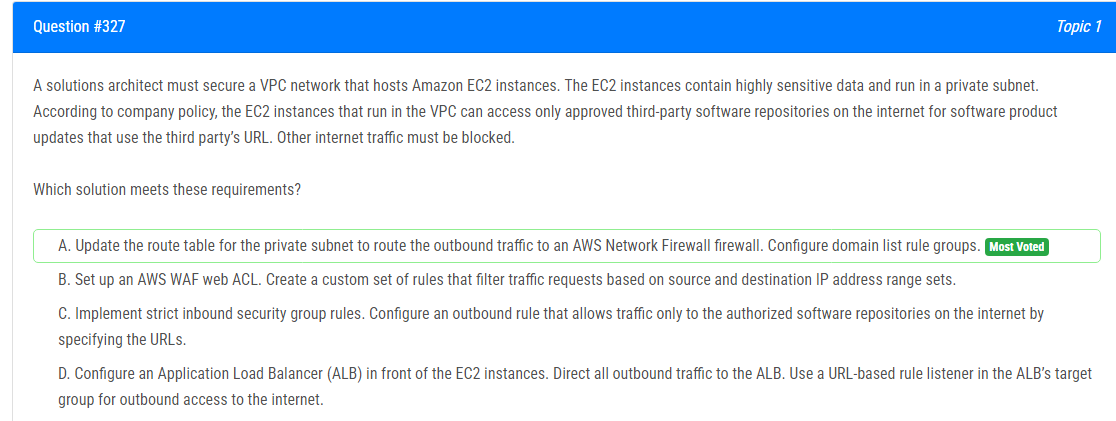 Question #327
Topic 1
A solutions architect must secure a VPC network that hosts Amazon EC2 instances. The EC2 instances contain highly sensitive data and run in a private subnet.
According to company policy, the EC2 instances that run in the VPC can access only approved third-party software repositories on the internet for software product
updates that use the third party's URL. Other internet traffic must be blocked.
Which solution meets these requirements?
A. Update the route table for the private subnet to route the outbound traffic to an AWS Network Firewall firewall. Configure domain list rule groups. Most Voted
B. Set up an AWS WAF web ACL. Create a custom set of rules that filter traffic requests based on source and destination IP address range sets.
C. Implement strict inbound security group rules. Configure an outbound rule that allows traffic only to the authorized software repositories on the internet by
specifying the URLs.
D. Configure an Application Load Balancer (ALB) in front of the EC2 instances. Direct all outbound traffic to the ALB. Use a URL-based rule listener in the ALB's target
group for outbound access to the internet.